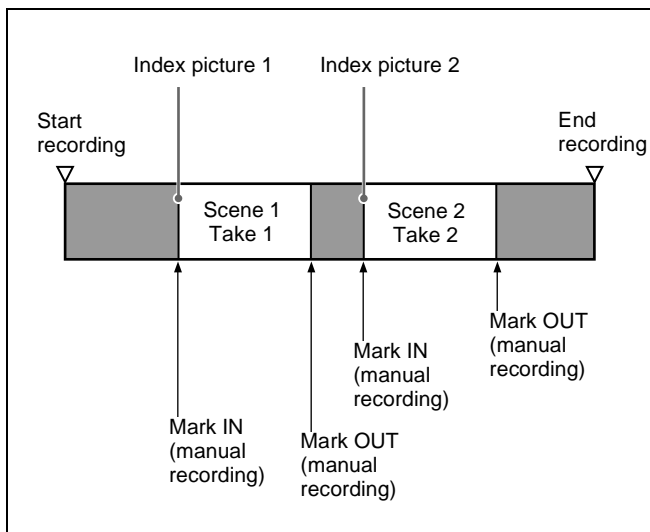 Index picture 1
Index picture 2
Start
recording
End
recording
Scene 1
Take 1
Scene 2
Take 2
Mark IN
(manual
recording)
Mark OUT
(manual
recording)
Mark IN
(manual
recording)
Mark OUT
(manual
recording)